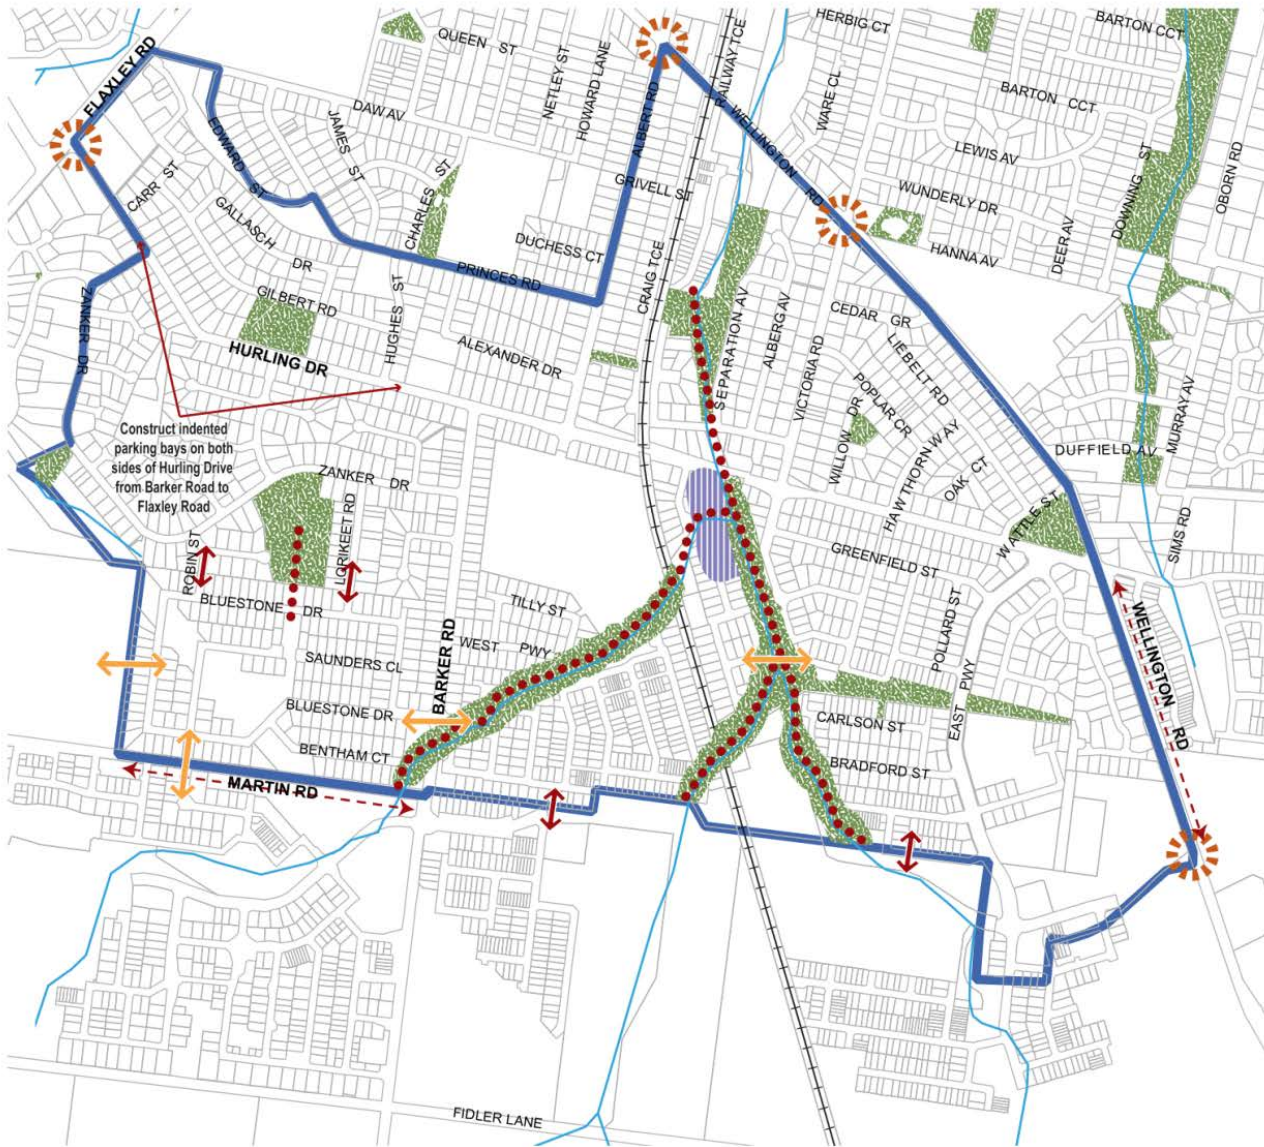 HERBIG CT
BARTON CCT
QUEEN ST
FLAXLEY RD
NETLEY ST
HOWARD LANE
ALBERT RD
RAILWAY TCE
WARE CL
BARTON CCT
DAW AV
JAMES ST
EDWARD ST
WELLINGTON RD
LEWIS AV
DOWNING ST
OBORN RD
CARR ST
CHARLES ST
GRIVELL ST
WUNDERLY DR
GALLASCH DR
DUCHESS CT
HANNA AV
DEER AV
PRINCES RD
CRAIG TCE
ZANKER DR
GILBERT RD
HUGHES ST
SEPARATION AV
ALBERG AV
CEDAR GR
HURLING DR
ALEXANDER DR
VICTORIA RD
LIEBELT RD
POPLAR CR
WILLOW DR
MURRAY AV
Construct indented
parking bays on both
sides of Hurling Drive
from Barker Road to
Flaxley Road
HAWTHORN WAY
OAK CT
DUFFIELD AV
ZANKER DR
LORIKEET RD
WATTLE ST
SIMS RD
ROBIN ST
GREENFIELD ST
BLUESTONE DR
TILLY ST
POLLARD ST
WEST PWY
BARKER RD
SAUNDERS CL
EAST PWY
WELLINGTON RD
BLUESTONE DR
CARLSON ST
BENTHAM CT
BRADFORD ST
MARTIN RD
FIDLER LANE